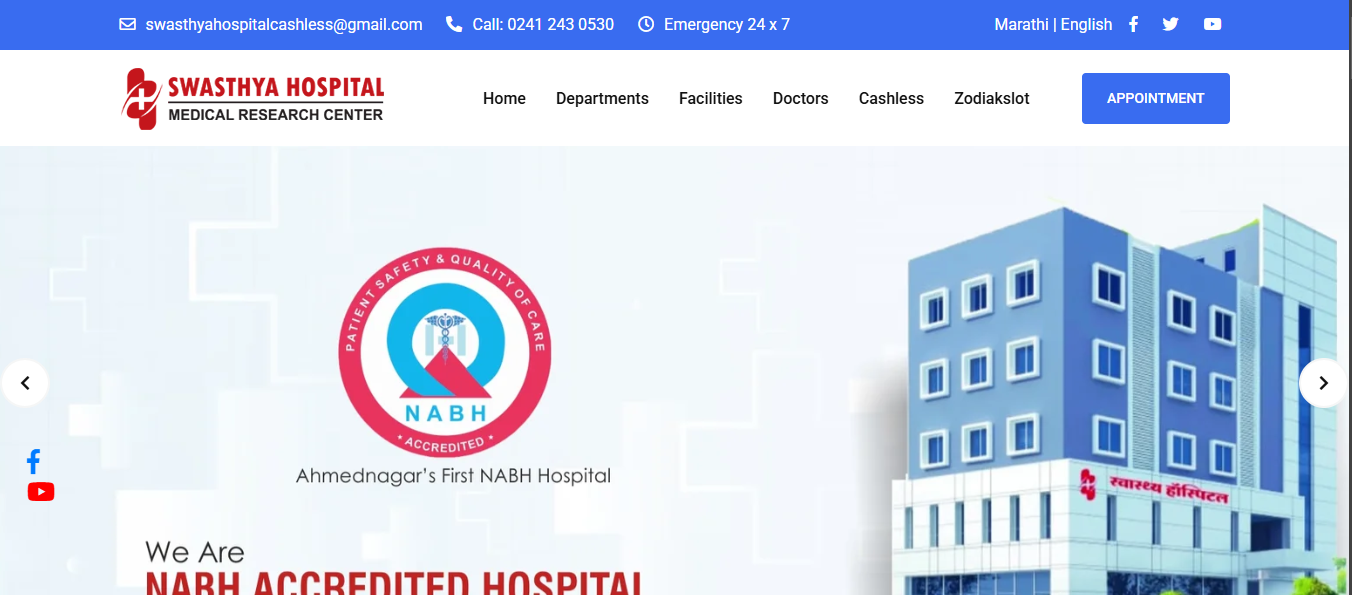 swasthyahospitalcashless@gmail.com Call: 0241 243 0530 Emergency 24 x 7 Marathi | English
SWASTHYA HOSPITAL
MEDICAL RESEARCH CENTER
Home Departments Facilities Doctors Cashless Zodiakslot APPOINTMENT
PATIENT SAFETY & QUALITY OF CARE
NABH
• ACCREDITED •
Ahmednagar's First NABH Hospital
स्वास्थ्य हॉस्पिटल
We Are
NABH ACCREDITED HOSPITAL